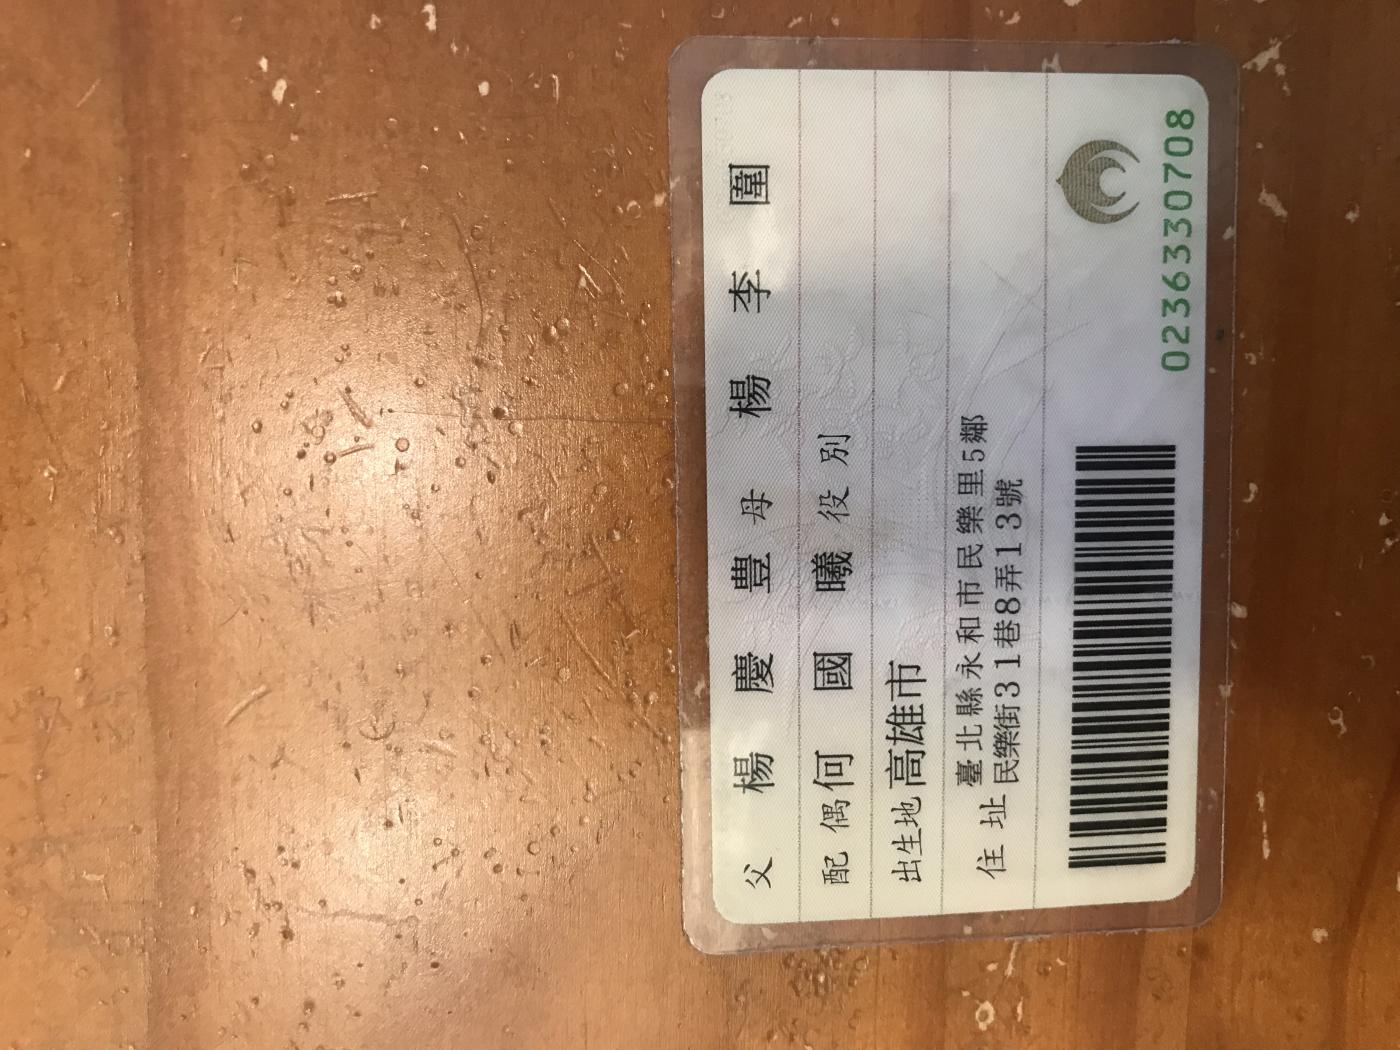 父 楊慶豊 母 楊李圍
配偶 何國曦 役別
出生地 高雄市
住址 臺北縣永和市民樂里5鄰
民樂街31巷8弄13號
0236330708